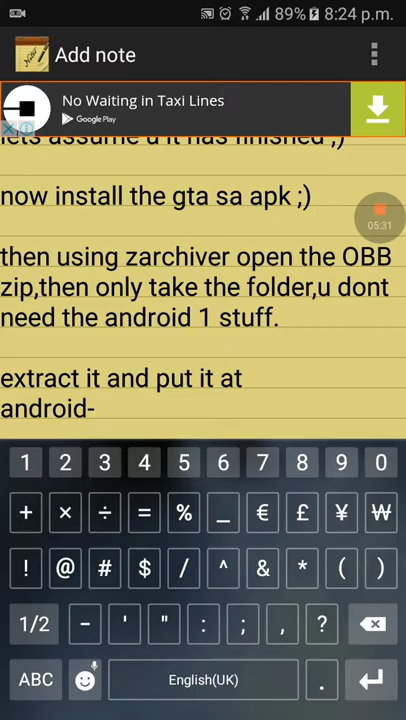 89% 8:24 p.m.
Add note
No Waiting in Taxi Lines
Google Play
lets assume u it has finished ;)
now install the gta sa apk ;)
05:31
then using zarchiver open the OBB
zip,then only take the folder,u dont
need the android 1 stuff.
extract it and put it at
android-
1 2 3 4 5 6 7 8 9 0
+ × ÷ = % _ € £ ¥ ₩
! @ # $ / ^ & * ( )
1/2 - ' " : ; , ?
ABC English(UK) .